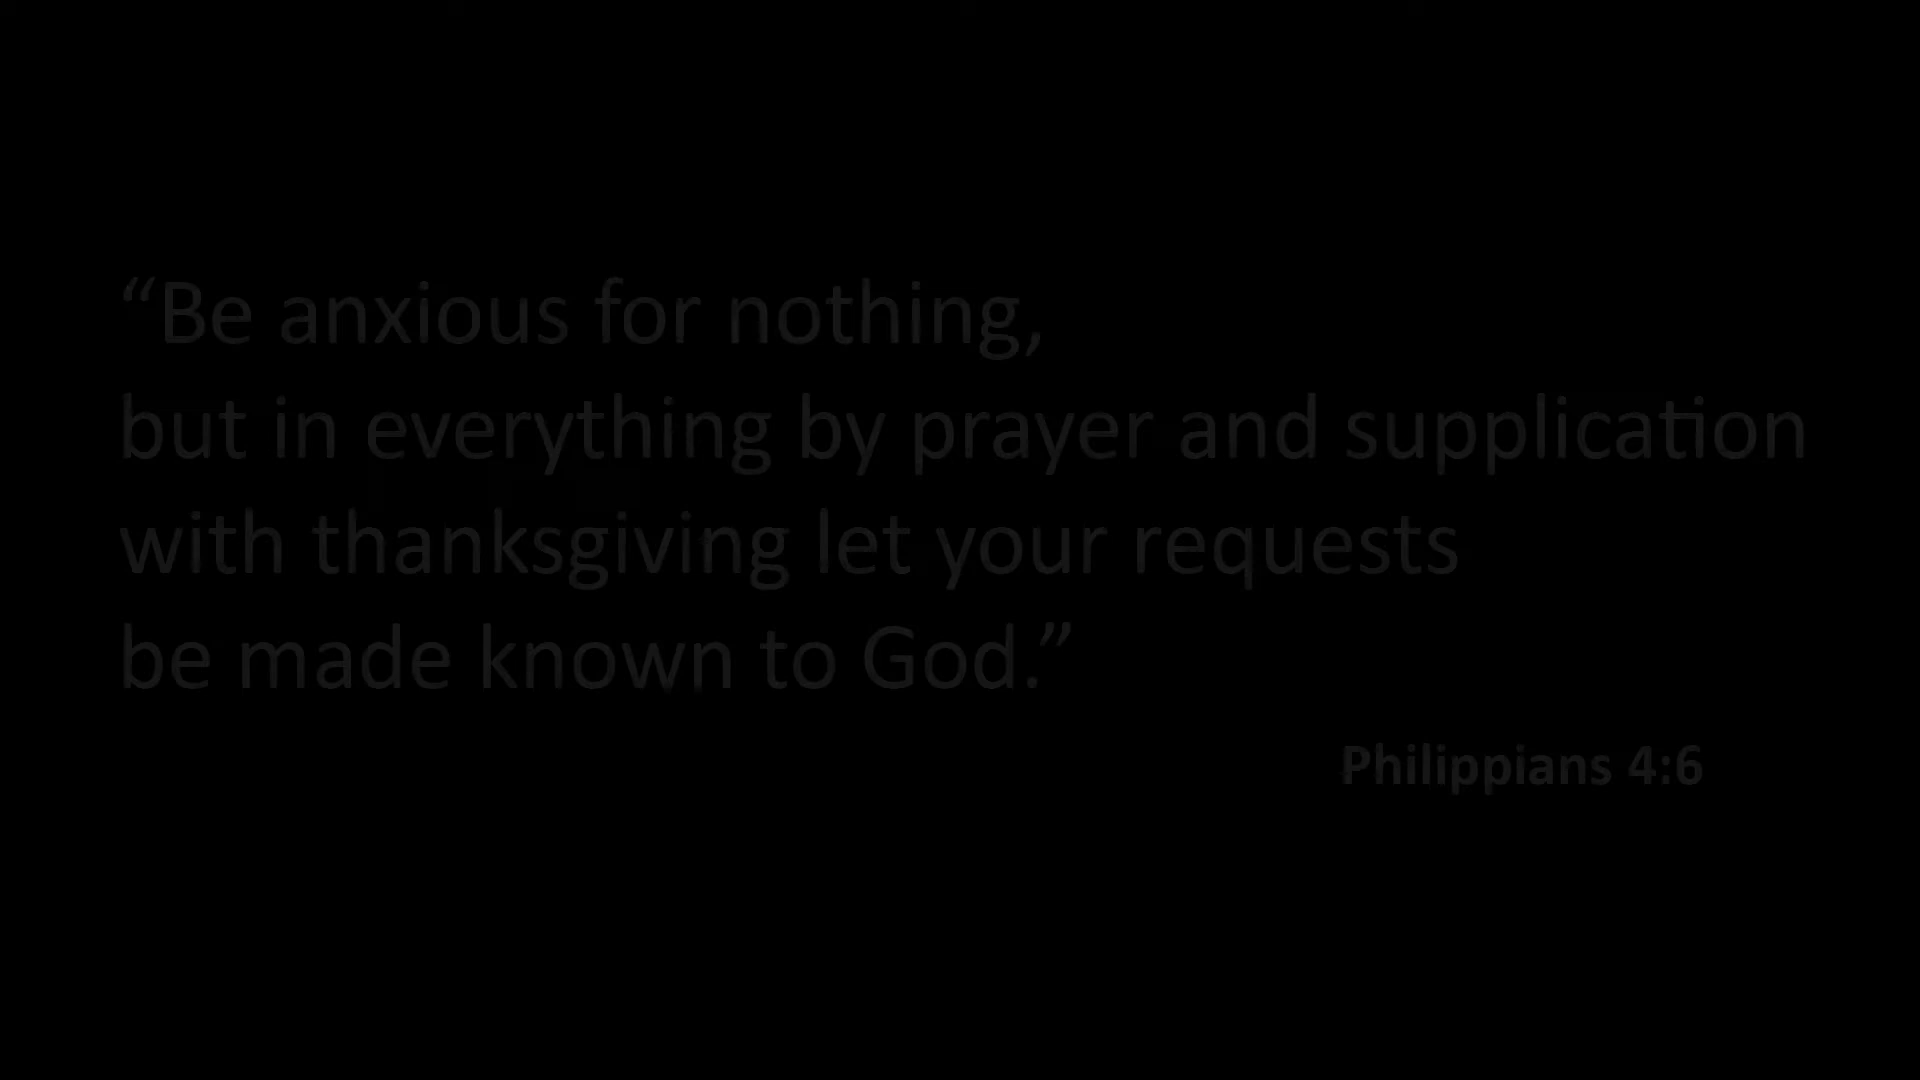 “Be anxious for nothing,
but in everything by prayer and supplication
with thanksgiving let your requests
be made known to God.”
Philippians 4:6